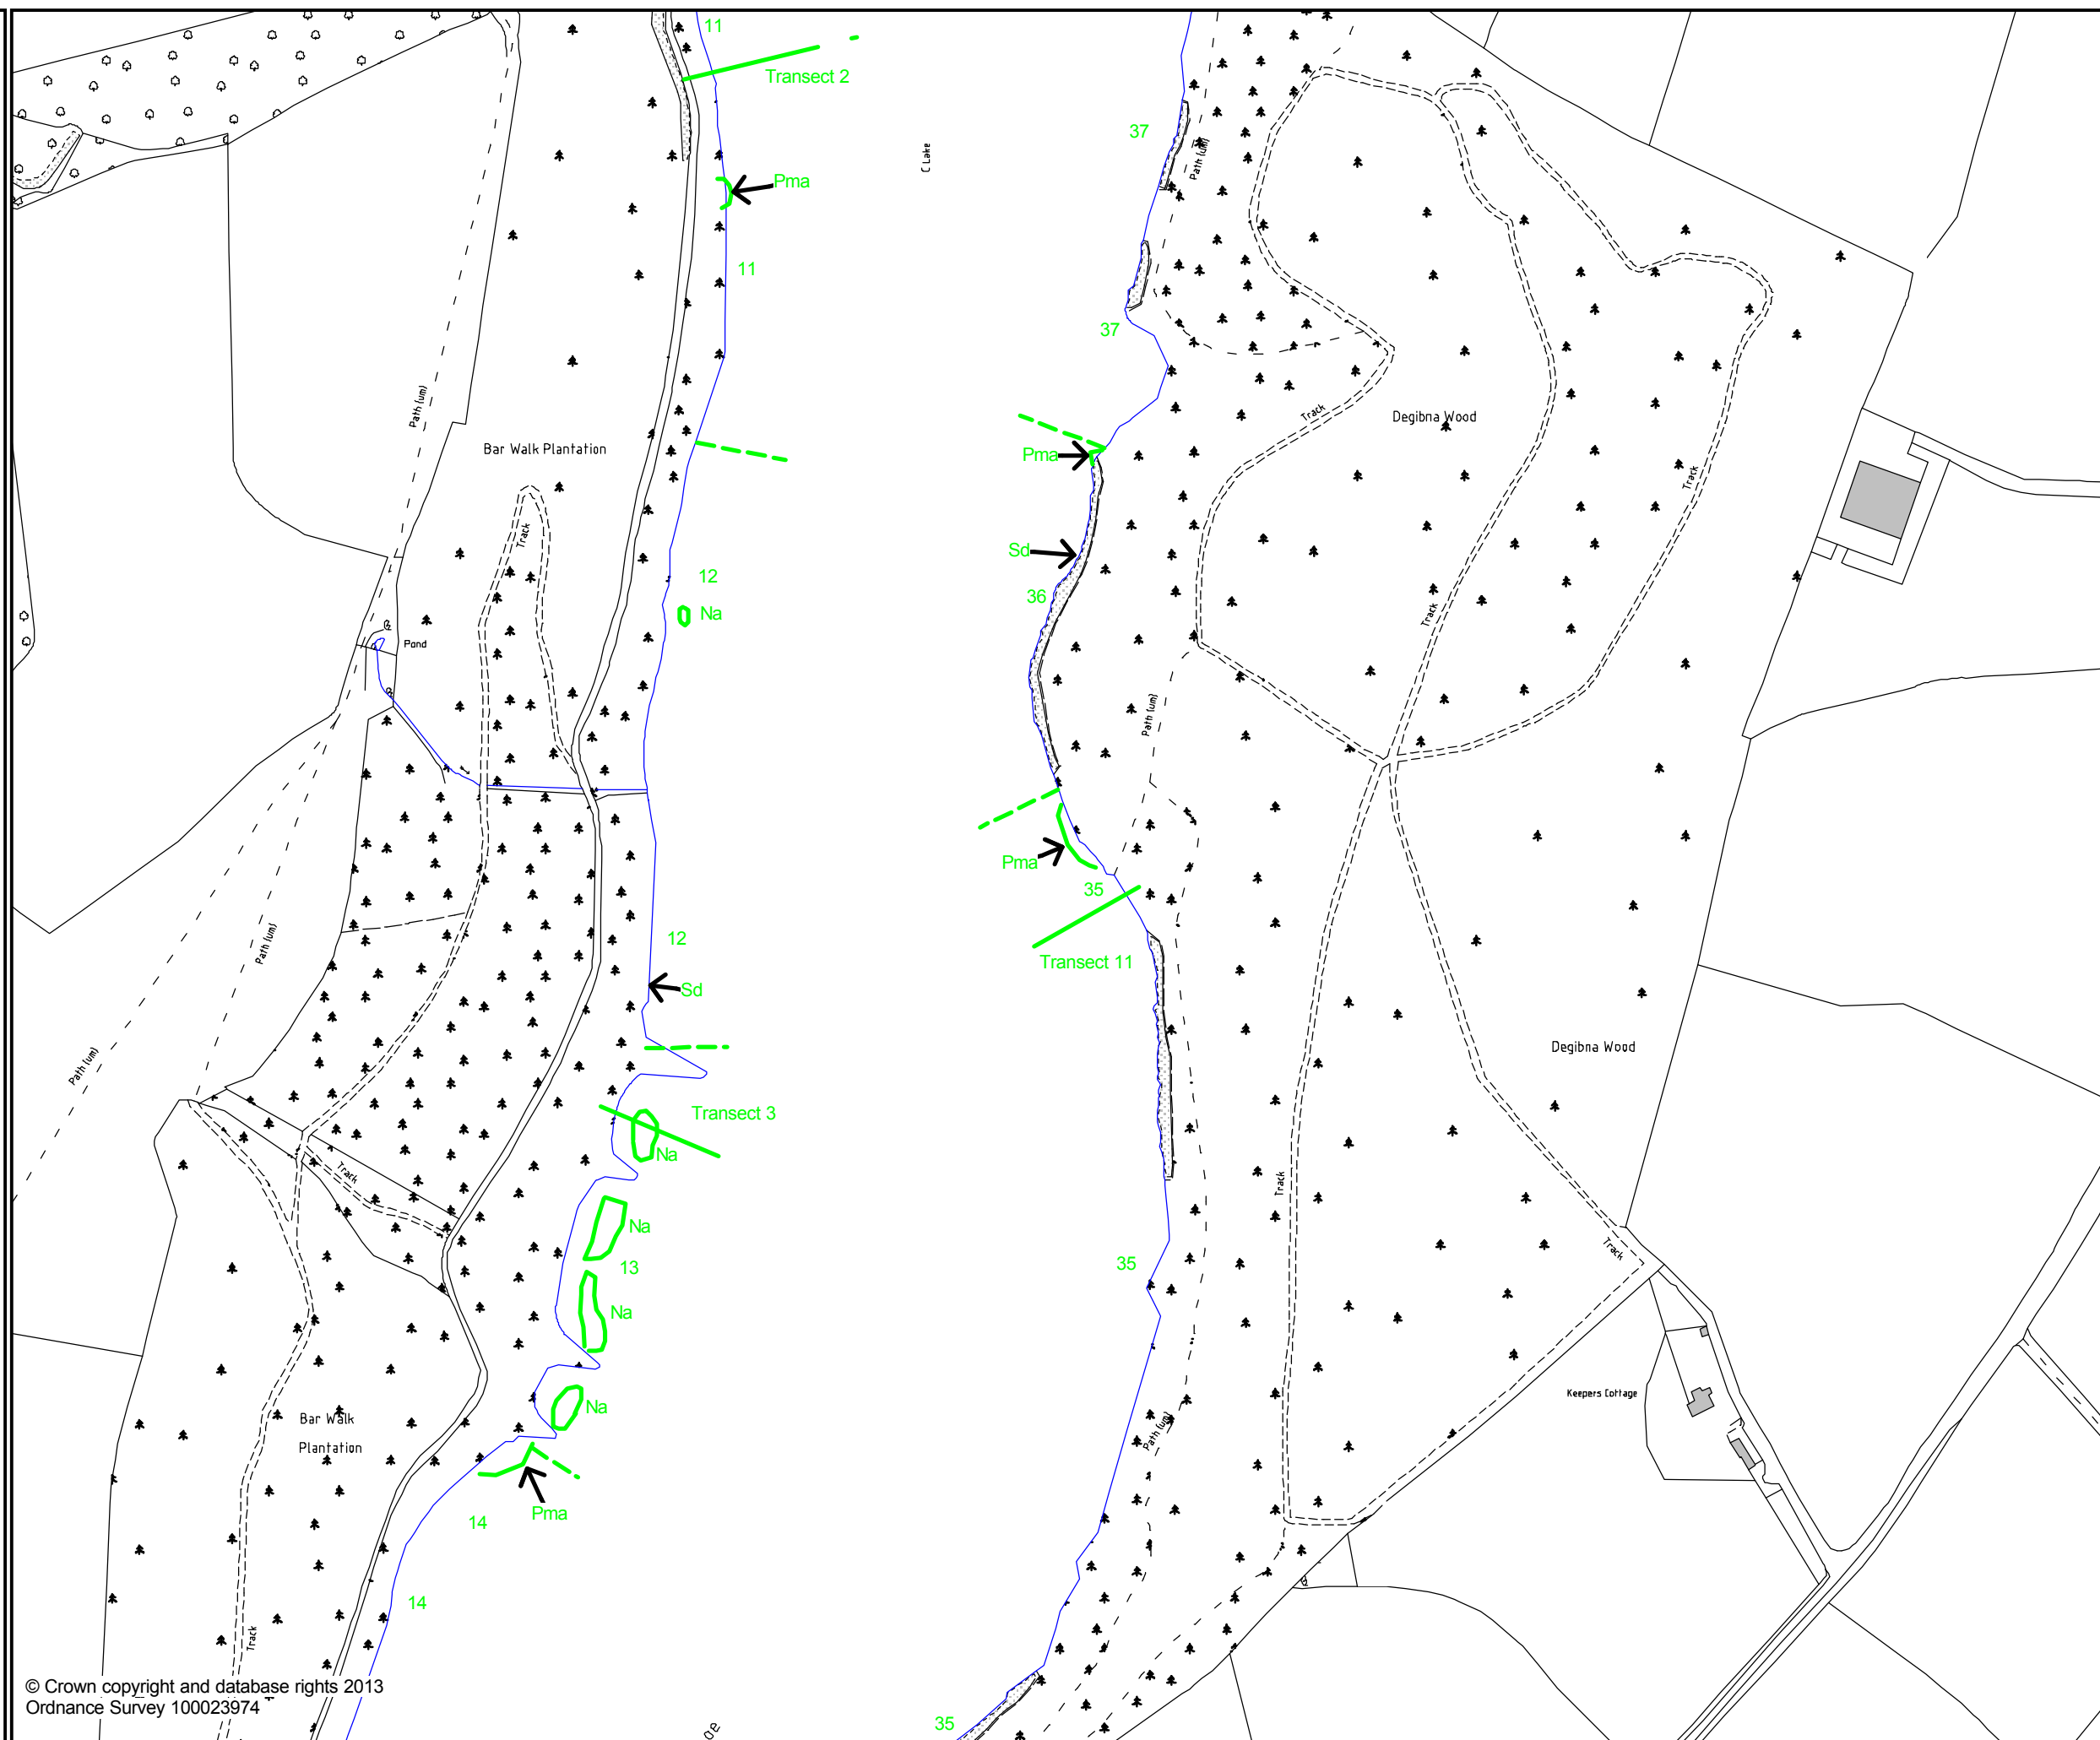 11
Transect 2
C Lake
37
Path (um)
Pma
11
37
Path (um)
Track
Degibna Wood
Bar Walk Plantation
Pma
Track
Track
Sd
12
36
Na
Track
Pond
Path (um)
Pma
35
12
Path (um)
Transect 11
Sd
Path (um)
Degibna Wood
Transect 3
Na
Track
Track
Na
Track
35
13
Na
Keepers Cottage
Na
Bar Walk
Plantation
Path (um)
Pma
14
14
Track
© Crown copyright and database rights 2013
Ordnance Survey 100023974
35